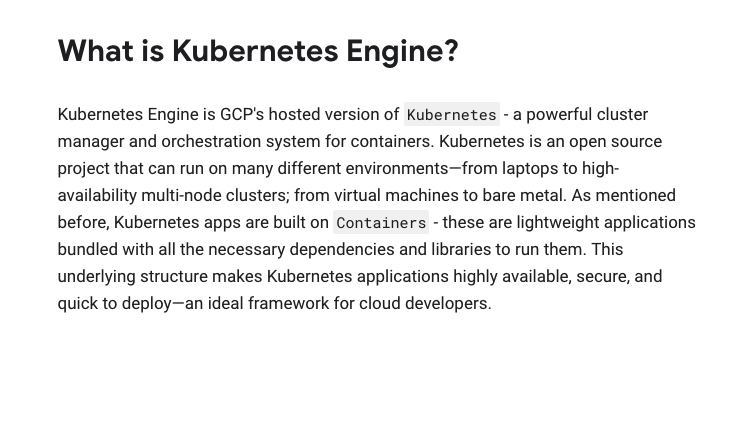 What is Kubernetes Engine?
Kubernetes Engine is GCP's hosted version of Kubernetes - a powerful cluster
manager and orchestration system for containers. Kubernetes is an open source
project that can run on many different environments—from laptops to high-
availability multi-node clusters; from virtual machines to bare metal. As mentioned
before, Kubernetes apps are built on Containers - these are lightweight applications
bundled with all the necessary dependencies and libraries to run them. This
underlying structure makes Kubernetes applications highly available, secure, and
quick to deploy—an ideal framework for cloud developers.